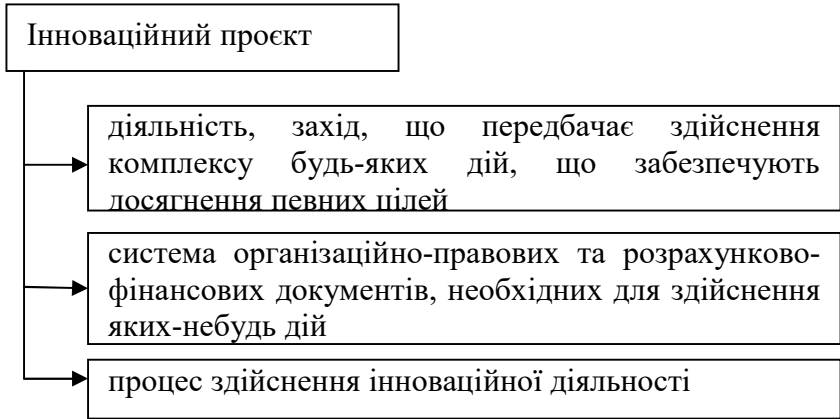 Інноваційний проєкт
діяльність, захід, що передбачає здійснення
комплексу будь-яких дій, що забезпечують
досягнення певних цілей
система організаційно-правових та розрахунково-
фінансових документів, необхідних для здійснення
яких-небудь дій
процес здійснення інноваційної діяльності